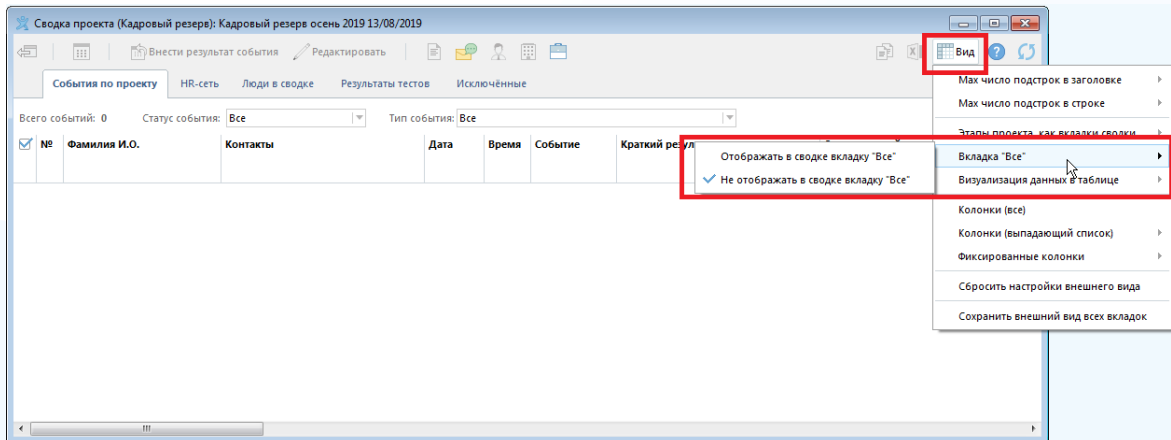 Сводка проекта (Кадровый резерв): Кадровый резерв осень 2019 13/08/2019
Внести результат события Редактировать Вид
События по проекту HR-сеть Люди в сводке Результаты тестов Исключённые
Всего событий: 0 Статус события: Все Тип события: Все
№ Фамилия И.О. Контакты Дата Время Событие Краткий
Max число подстрок в заголовке
Max число подстрок в строке
Этапы проекта, как вкладки сводки
Вкладка "Все"
Отображать в сводке вкладку "Все"
Не отображать в сводке вкладку "Все"
Визуализация данных в таблице
Колонки (все)
Колонки (выпадающий список)
Фиксированные колонки
Сбросить настройки внешнего вида
Сохранить внешний вид всех вкладок